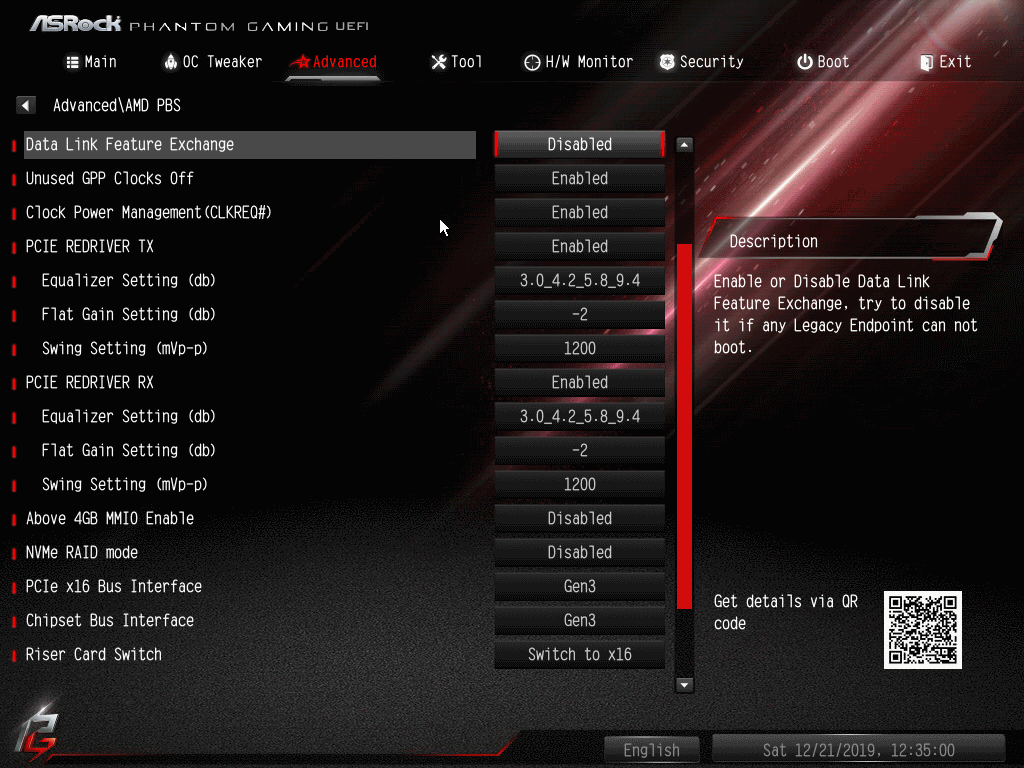 ASRock PHANTOM GAMING UEFI
Main OC Tweaker Advanced Tool H/W Monitor Security Boot Exit
Advanced\AMD PBS
Data Link Feature Exchange Disabled
Unused GPP Clocks Off Enabled
Clock Power Management(CLKREQ#) Enabled
PCIE REDRIVER TX Enabled
Equalizer Setting (db) 3.0_4.2_5.8_9.4
Flat Gain Setting (db) -2
Swing Setting (mVp-p) 1200
PCIE REDRIVER RX Enabled
Equalizer Setting (db) 3.0_4.2_5.8_9.4
Flat Gain Setting (db) -2
Swing Setting (mVp-p) 1200
Above 4GB MMIO Enable Disabled
NVMe RAID mode Disabled
PCIe x16 Bus Interface Gen3
Chipset Bus Interface Gen3
Riser Card Switch Switch to x16
Description
Enable or Disable Data Link
Feature Exchange, try to disable
it if any Legacy Endpoint can not
boot.
Get details via QR
code
English
Sat 12/21/2019, 12:35:00